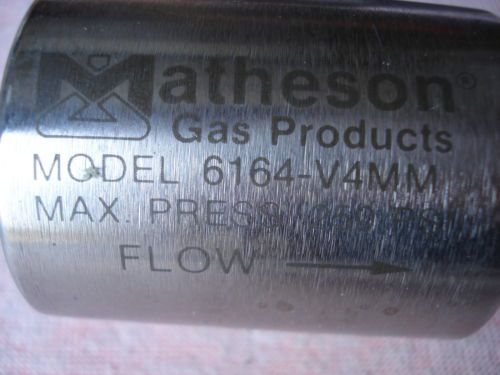 Matheson®
Gas Products
MODEL 6164-V4MM
MAX. PRESS
FLOW